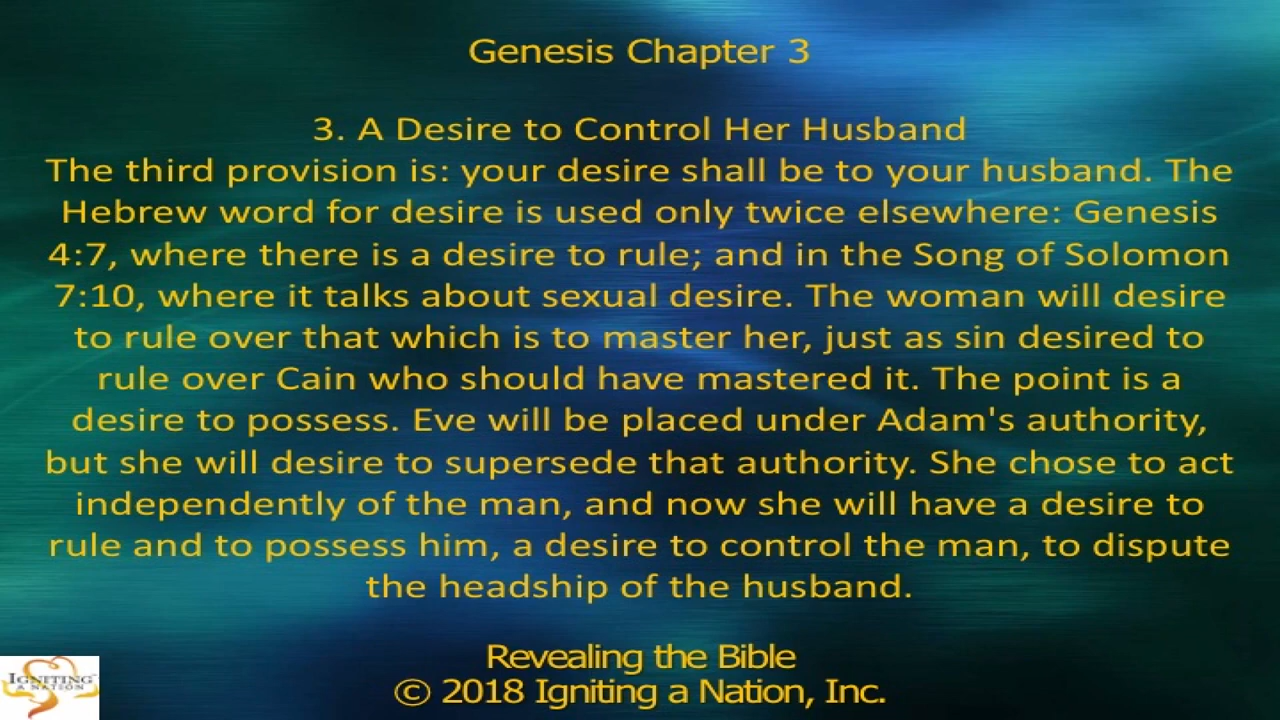 Genesis Chapter 3
3. A Desire to Control Her Husband
The third provision is: your desire shall be to your husband. The
Hebrew word for desire is used only twice elsewhere: Genesis
4:7, where there is a desire to rule; and in the Song of Solomon
7:10, where it talks about sexual desire. The woman will desire
to rule over that which is to master her, just as sin desired to
rule over Cain who should have mastered it. The point is a
desire to possess. Eve will be placed under Adam's authority,
but she will desire to supersede that authority. She chose to act
independently of the man, and now she will have a desire to
rule and to possess him, a desire to control the man, to dispute
the headship of the husband.
Revealing the Bible
© 2018 Igniting a Nation, Inc.
IGNITING
A NATION